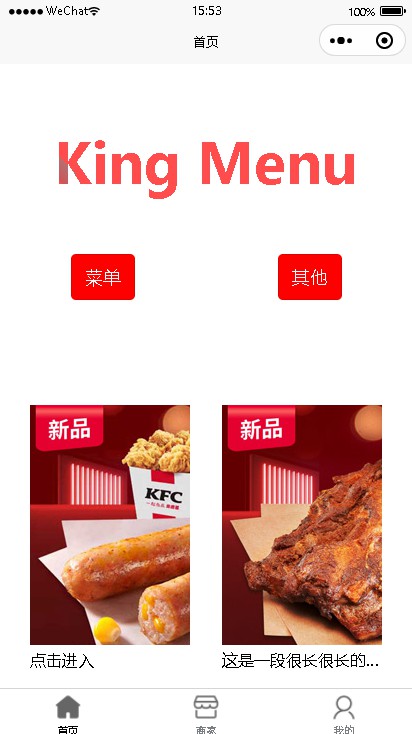 WeChat 15:53 100%
首页
King Menu
菜单 其他
新品 新品
KFC
点击进入 这是一段很长很长的...
首页 商家 我的